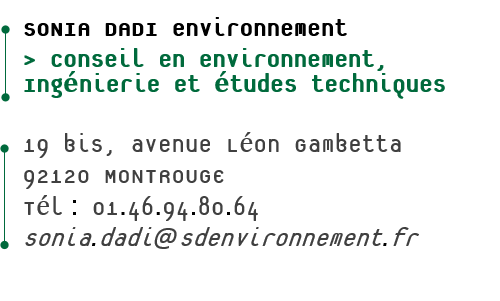 SONIA DADI environnement
> conseil en environnement,
Ingénierie et études techniques
19 bis, avenue Léon Gambetta
92120 MONTROUGE
Tél : 01.46.94.80.64
sonia.dadi@sdenvironnement.fr